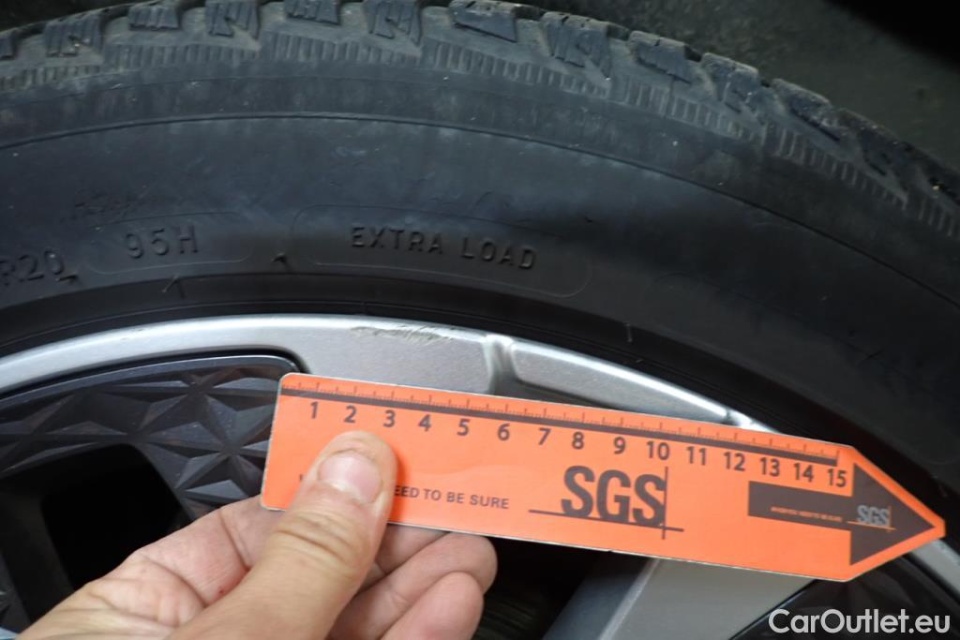 R20 95H EXTRA LOAD
1 2 3 4 5 6 7 8 9 10 11 12 13 14 15
SGS
EED TO BE SURE
SGS
CarOutlet.eu